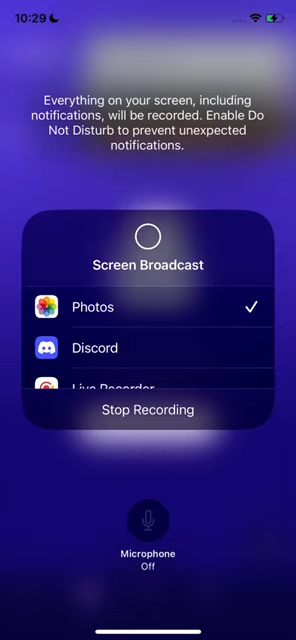 10:29
Everything on your screen, including
notifications, will be recorded. Enable Do
Not Disturb to prevent unexpected
notifications.
Screen Broadcast
Photos
Discord
Live Recorder
Stop Recording
Microphone
Off